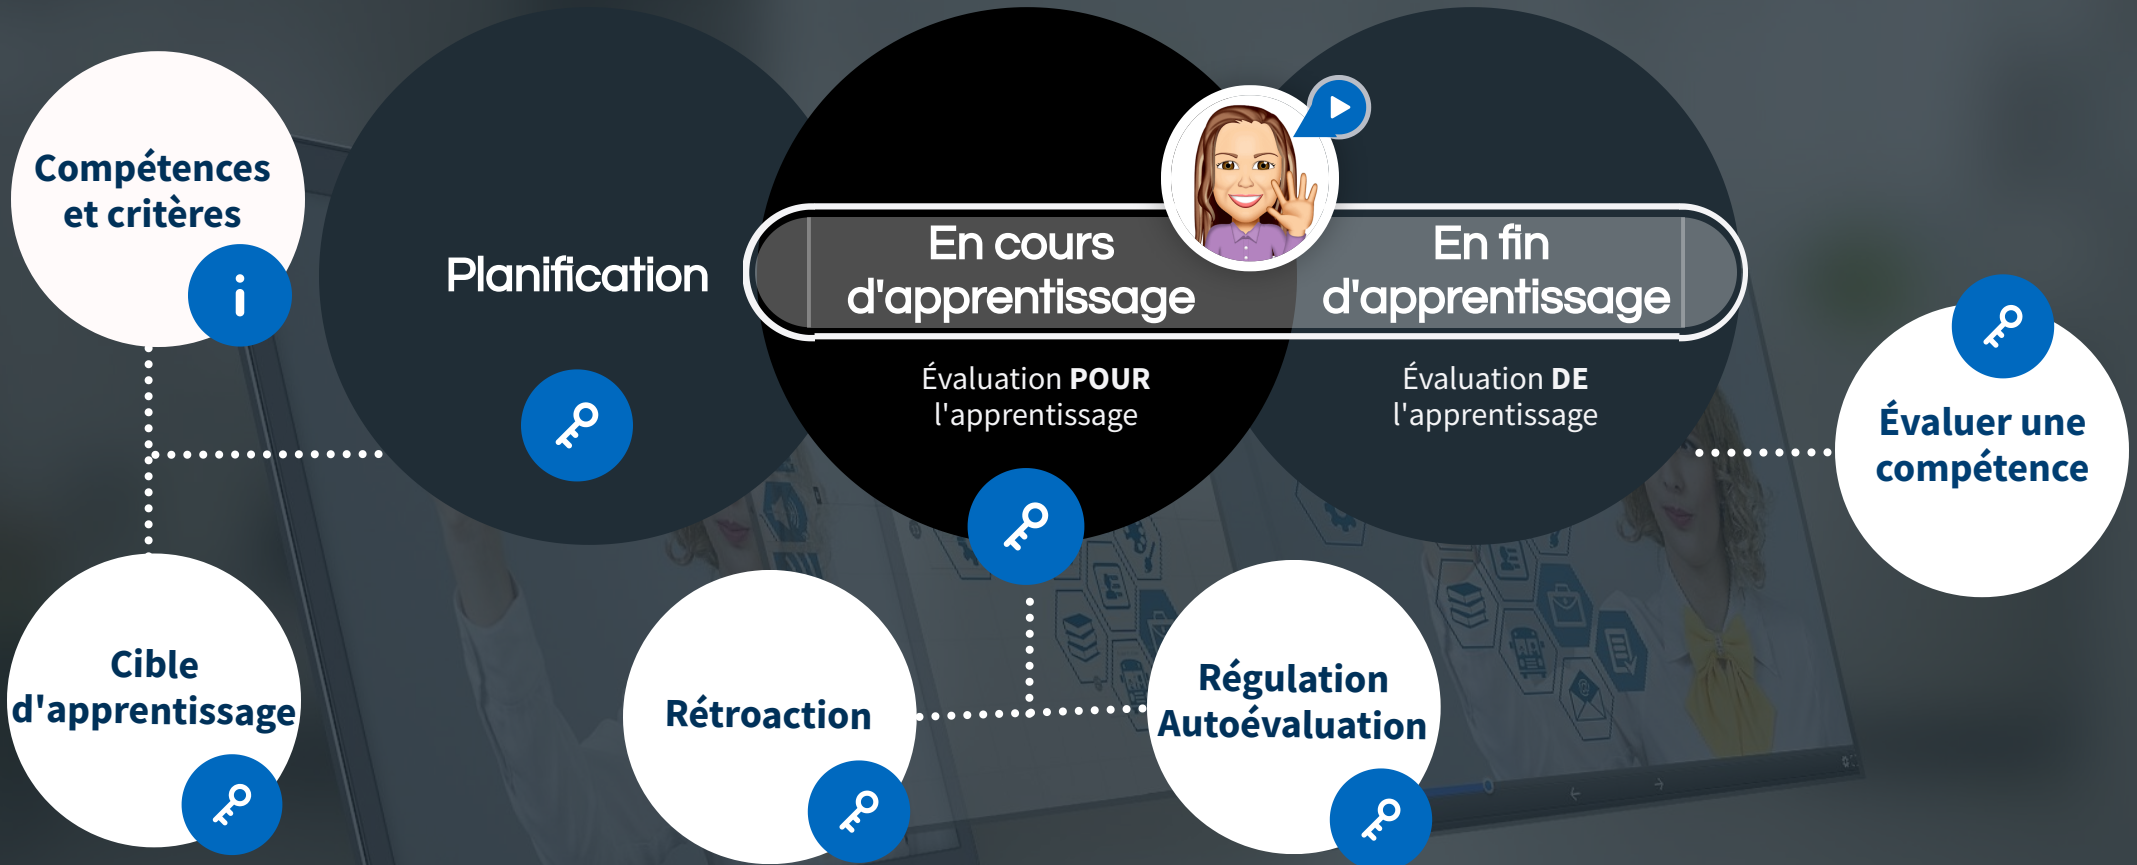 Compétences
et critères
Planification
En cours
d'apprentissage
Évaluation POUR
l'apprentissage
En fin
d'apprentissage
Évaluation DE
l'apprentissage
Évaluer une
compétence
Cible
d'apprentissage
Rétroaction
Régulation
Autoévaluation